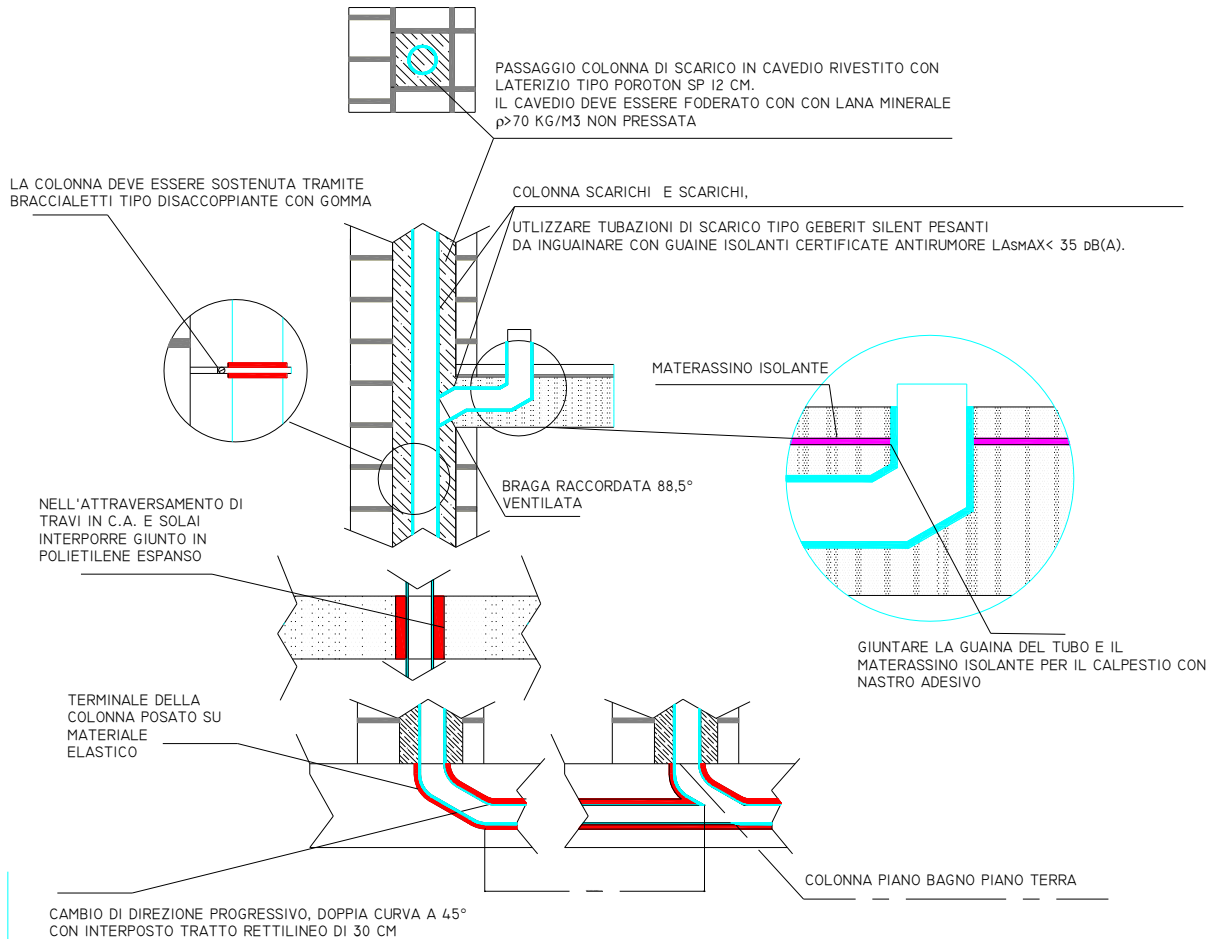 PASSAGGIO COLONNA DI SCARICO IN CAVEDIO RIVESTITO CON
LATERIZIO TIPO POROTON SP 12 CM.
IL CAVEDIO DEVE ESSERE FODERATO CON CON LANA MINERALE
ρ>70 KG/M3 NON PRESSATA
LA COLONNA DEVE ESSERE SOSTENUTA TRAMITE
BRACCIALETTI TIPO DISACCOPPIANTE CON GOMMA
COLONNA SCARICHI E SCARICHI,
UTLIZZARE TUBAZIONI DI SCARICO TIPO GEBERIT SILENT PESANTI
DA INGUAINARE CON GUAINE ISOLANTI CERTIFICATE ANTIRUMORE LASMAX< 35 DB(A).
MATERASSINO ISOLANTE
BRAGA RACCORDATA 88,5°
VENTILATA
NELL'ATTRAVERSAMENTO DI
TRAVI IN C.A. E SOLAI
INTERPORRE GIUNTO IN
POLIETILENE ESPANSO
GIUNTARE LA GUAINA DEL TUBO E IL
MATERASSINO ISOLANTE PER IL CALPESTIO CON
NASTRO ADESIVO
TERMINALE DELLA
COLONNA POSATO SU
MATERIALE
ELASTICO
COLONNA PIANO BAGNO PIANO TERRA
CAMBIO DI DIREZIONE PROGRESSIVO, DOPPIA CURVA A 45°
CON INTERPOSTO TRATTO RETTILINEO DI 30 CM